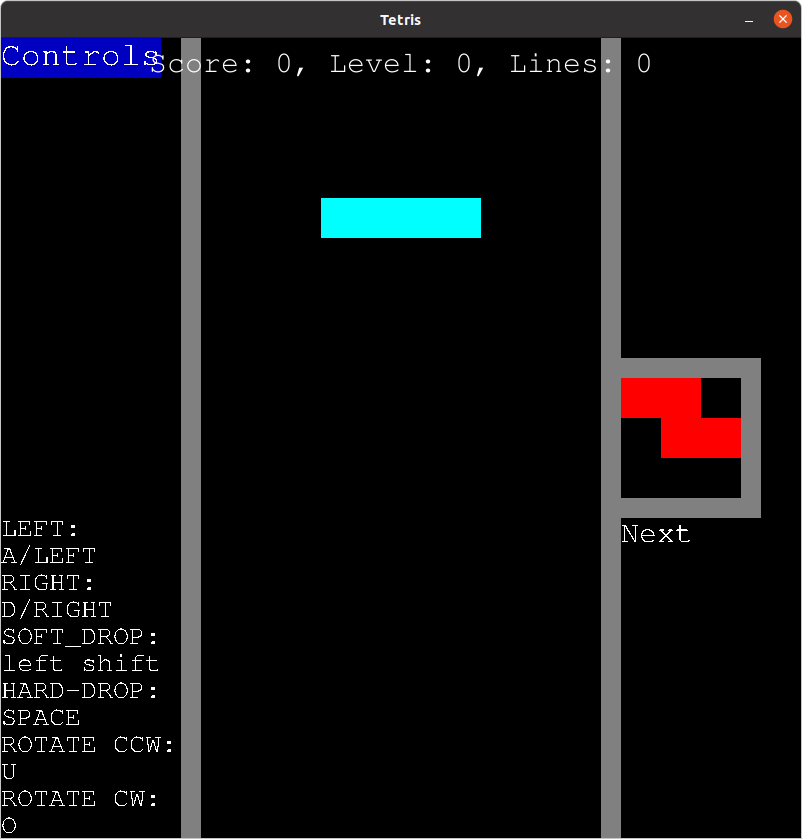 Tetris
Controls
Score: 0, Level: 0, Lines: 0
Next
LEFT:
A/LEFT
RIGHT:
D/RIGHT
SOFT_DROP:
left shift
HARD-DROP:
SPACE
ROTATE CCW:
U
ROTATE CW:
O